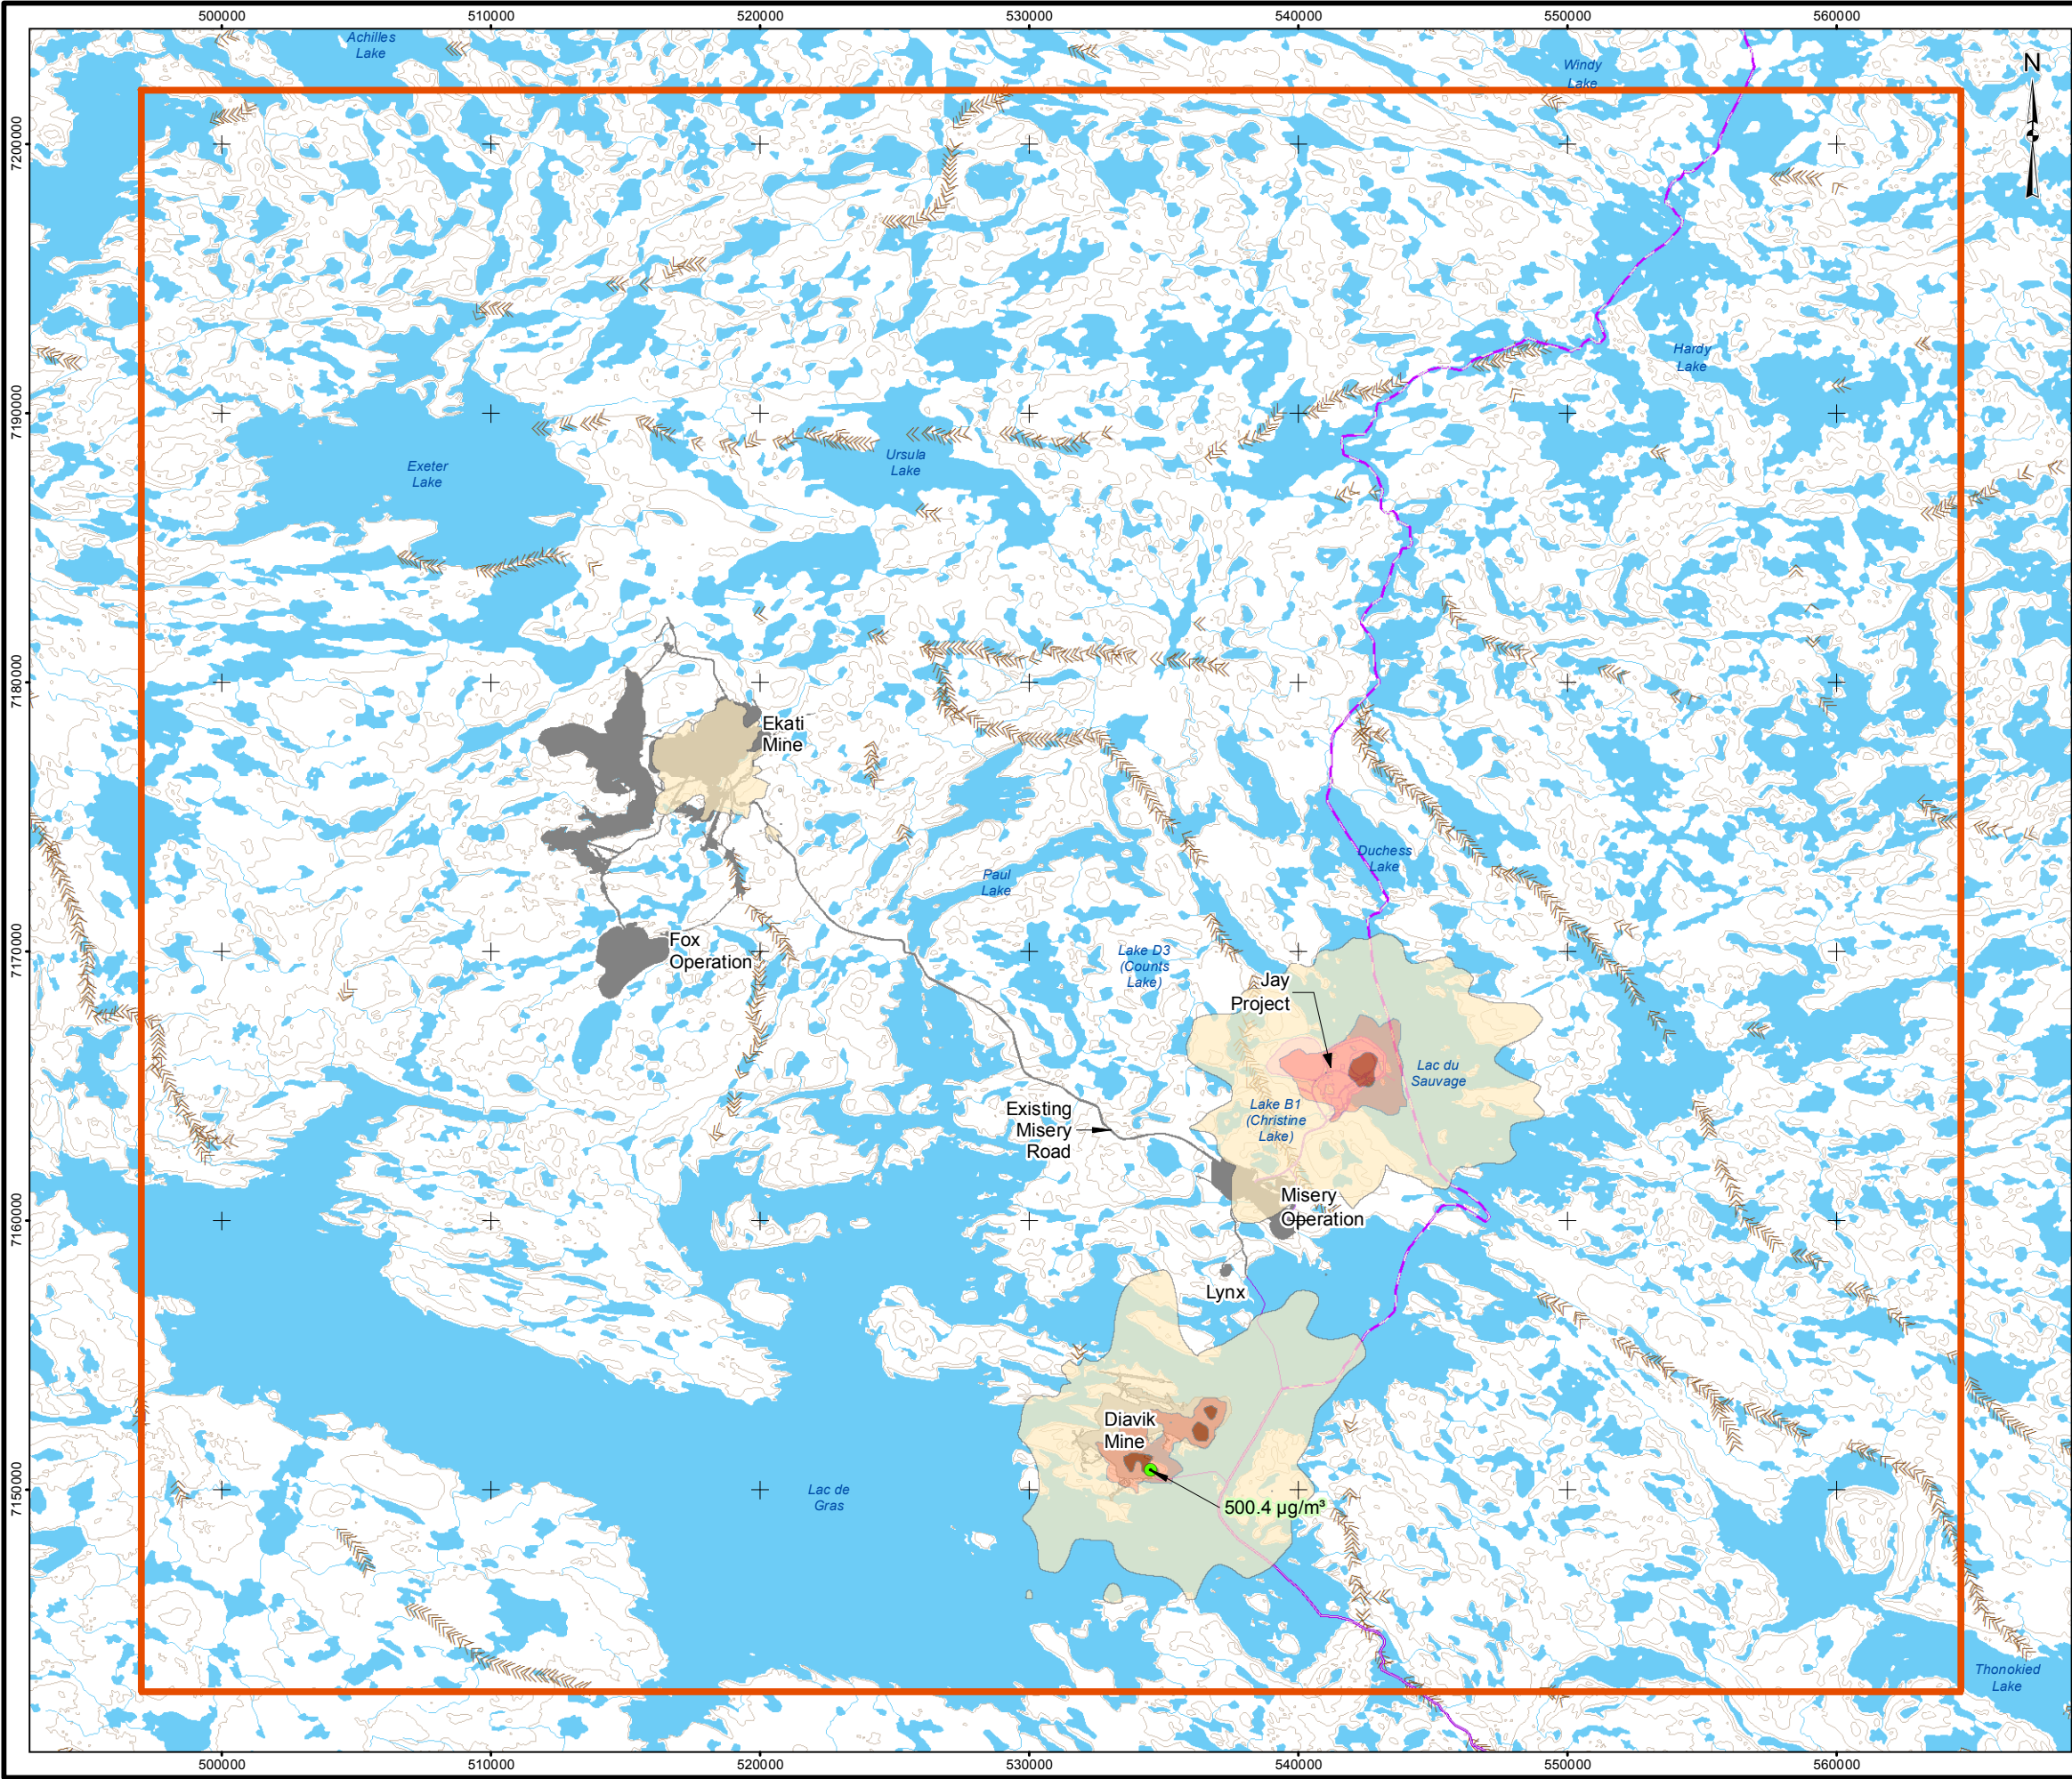 500000 510000 520000 530000 540000 550000 560000
Achilles
Lake
Windy
Lake
N
7200000
7190000
7180000
7170000
7160000
7150000
Hardy
Lake
Exeter
Lake
Ursula
Lake
Ekati
Mine
Duchess
Lake
Paul
Lake
Fox
Operation
Lake D3
(Counts
Lake)
Jay
Project
Lac du
Sauvage
Existing
Misery
Road
Lake B1
(Christine
Lake)
Misery
Operation
Lynx
Diavik
Mine
Lac de
Gras
500.4 µg/m³
Thonokied
Lake
500000 510000 520000 530000 540000 550000 560000